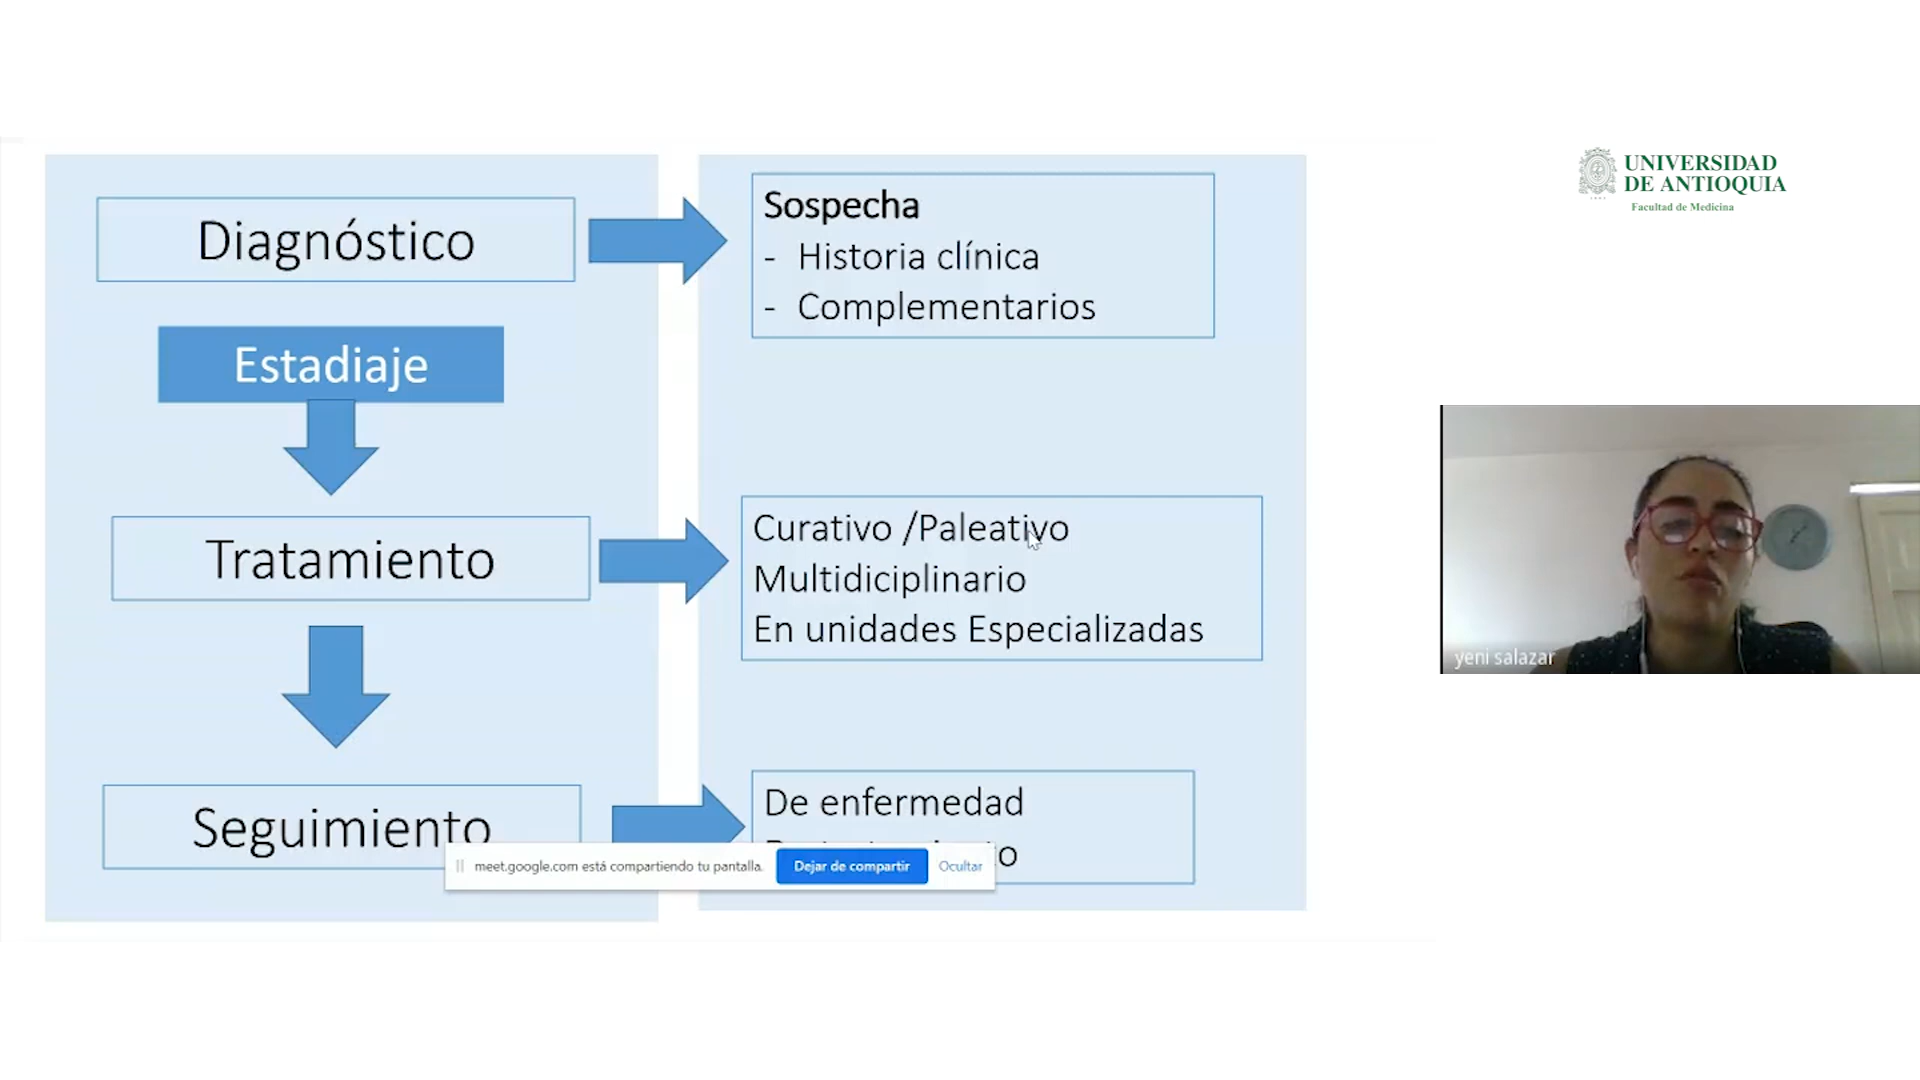 Diagnóstico
Sospecha
- Historia clínica
- Complementarios
Estadiaje
Tratamiento
Curativo /Paleativo
Multidiciplinario
En unidades Especializadas
Seguimiento
De enfermedad
meet.google.com está compartiendo tu pantalla.
Dejar de compartir
Ocultar
UNIVERSIDAD
DE ANTIOQUIA
Facultad de Medicina
yeni salazar